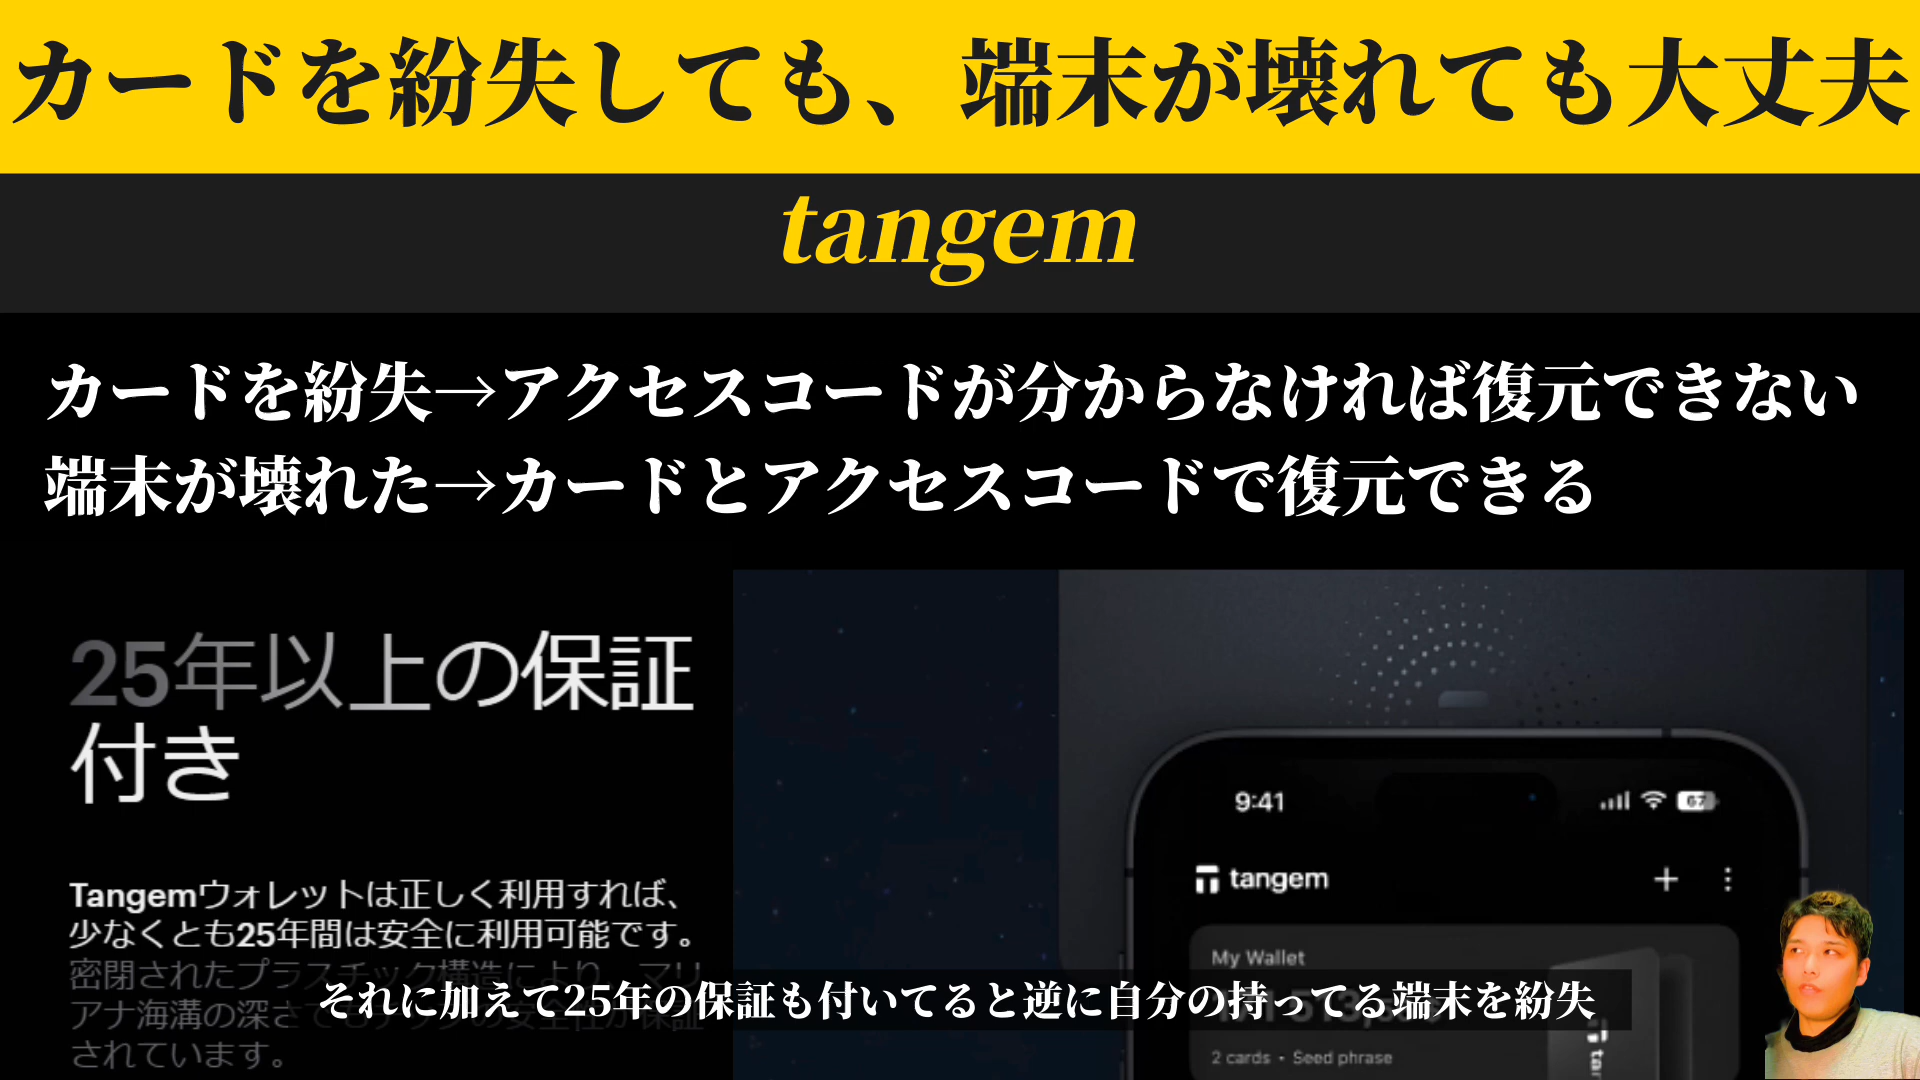 カードを紛失しても、端末が壊れても大丈夫
tangem
カードを紛失→アクセスコードが分からなければ復元できない
端末が壊れた→カードとアクセスコードで復元できる
25年以上の保証
付き
Tangemウォレットは正しく利用すれば、
少なくとも25年間は安全に利用可能です。
密閉されたプラスチック構造により、マリ
アナ海溝の深さ
されています。
9:41
67
tangem
My Wallet
2 cards • Seed phrase
それに加えて25年の保証も付いてると逆に自分の持ってる端末を紛失